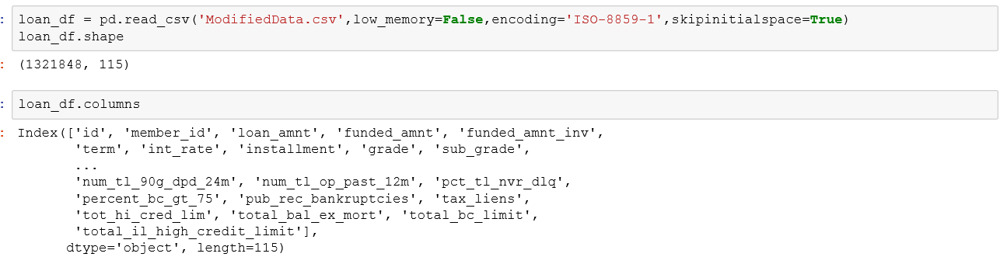 : loan_df = pd.read_csv('ModifiedData.csv',low_memory=False,encoding='ISO-8859-1',skipinitialspace=True)
loan_df.shape
: (1321848, 115)
: loan_df.columns
: Index(['id', 'member_id', 'loan_amnt', 'funded_amnt', 'funded_amnt_inv',
'term', 'int_rate', 'installment', 'grade', 'sub_grade',
...
'num_tl_90g_dpd_24m', 'num_tl_op_past_12m', 'pct_tl_nvr_dlq',
'percent_bc_gt_75', 'pub_rec_bankruptcies', 'tax_liens',
'tot_hi_cred_lim', 'total_bal_ex_mort', 'total_bc_limit',
'total_il_high_credit_limit'],
dtype='object', length=115)